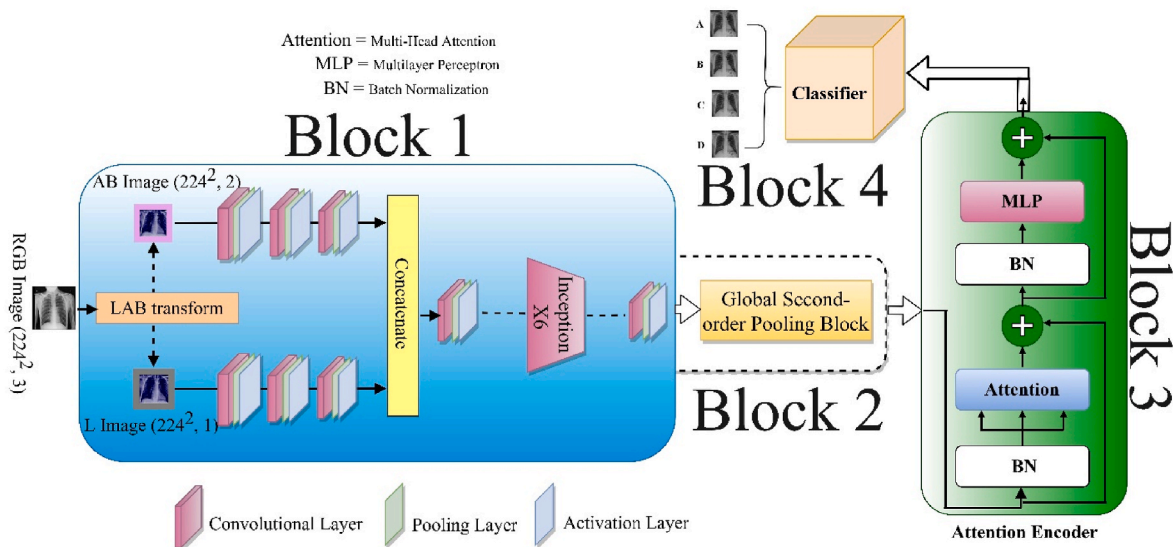 Attention = Multi-Head Attention
MLP = Multilayer Perceptron
BN = Batch Normalization
Block 1
AB Image (224², 2)
RGB Image (224², 3)
LAB transform
L Image (224², 1)
Concatenate
Inception
X6
Convolutional Layer
Pooling Layer
Activation Layer
Global Second-
order Pooling Block
Block 2
A
B
C
D
Classifier
Block 4
MLP
BN
Attention
BN
Block 3
Attention Encoder